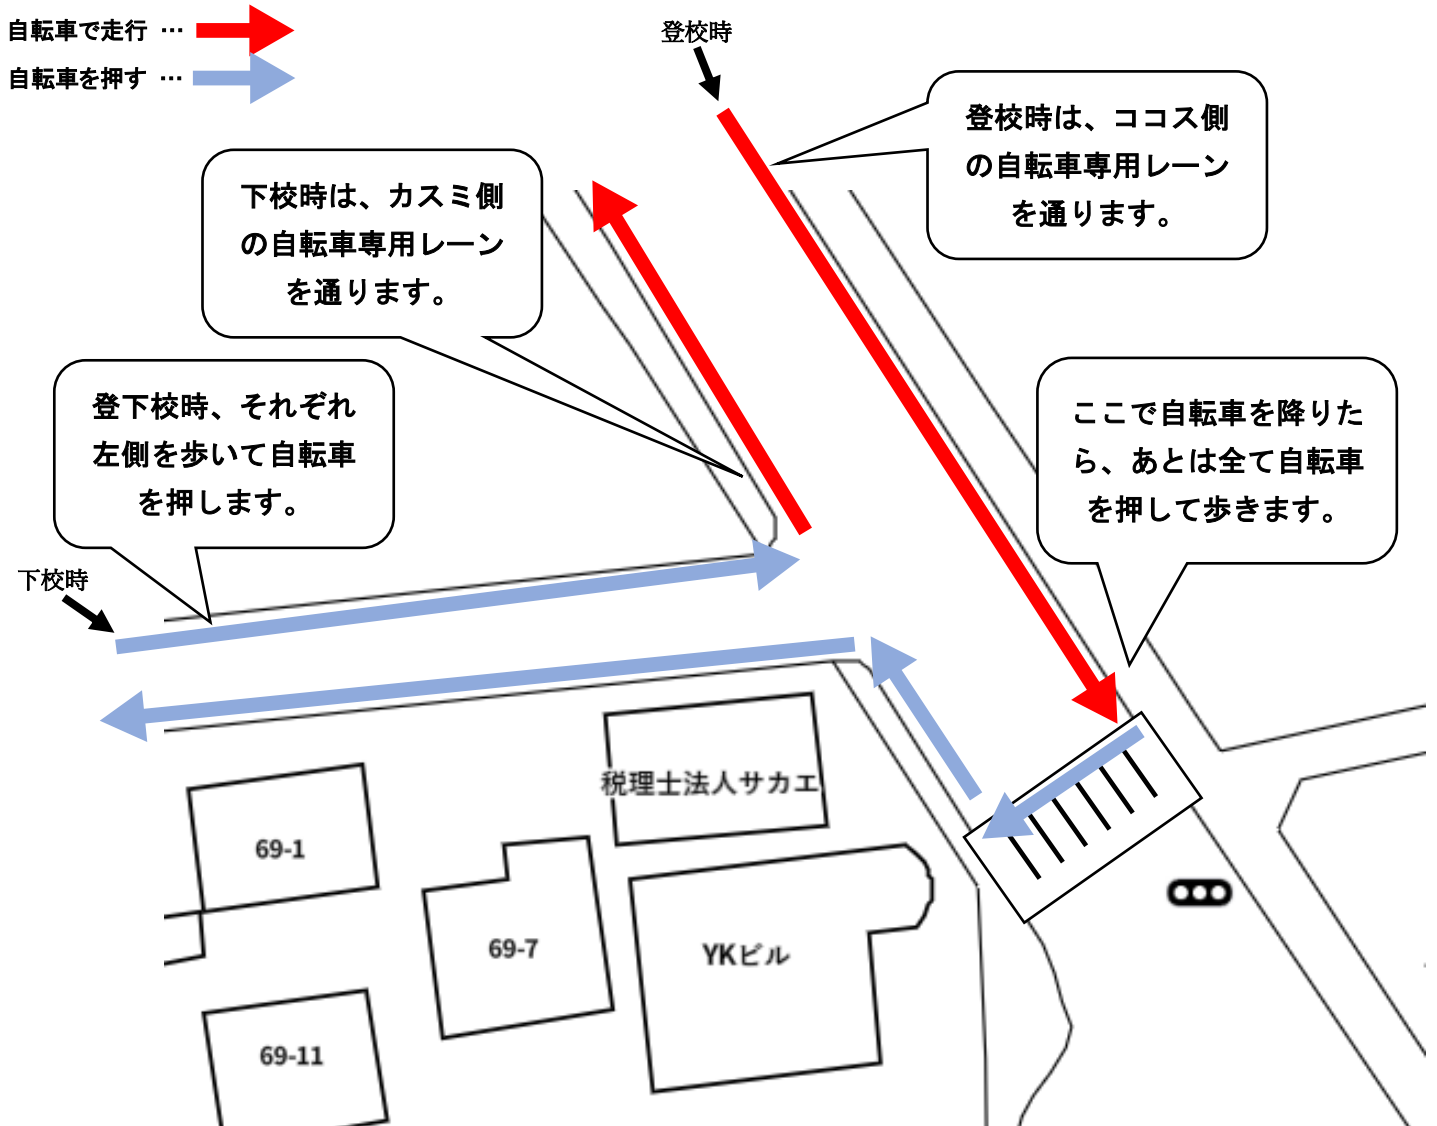 自転車で走行 …
自転車を押す …
登校時
登校時は、ココス側
の自転車専用レーン
を通ります。
下校時は、カスミ側
の自転車専用レーン
を通ります。
登下校時、それぞれ
左側を歩いて自転車
を押します。
ここで自転車を降りた
ら、あとは全て自転車
を押して歩きます。
下校時
税理士法人サカエ
69-1
69-7
YKビル
69-11